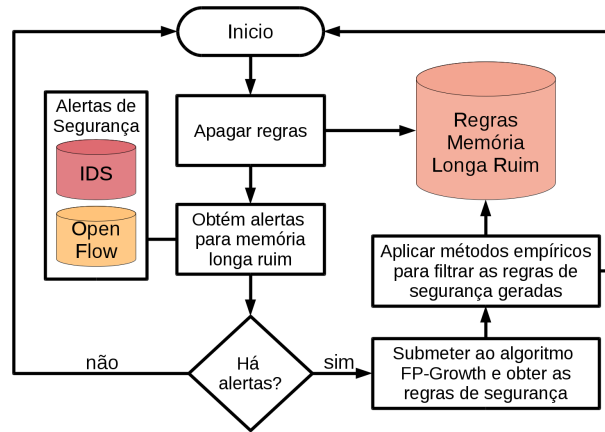 Inicio
Alertas de
Segurança
IDS
Open
Flow
Apagar regras
Regras
Memória
Longa Ruim
Obtém alertas
para memória
longa ruim
Aplicar métodos empíricos
para filtrar as regras de
segurança geradas
não
Há
alertas?
sim
Submeter ao algoritmo
FP-Growth e obter as
regras de segurança